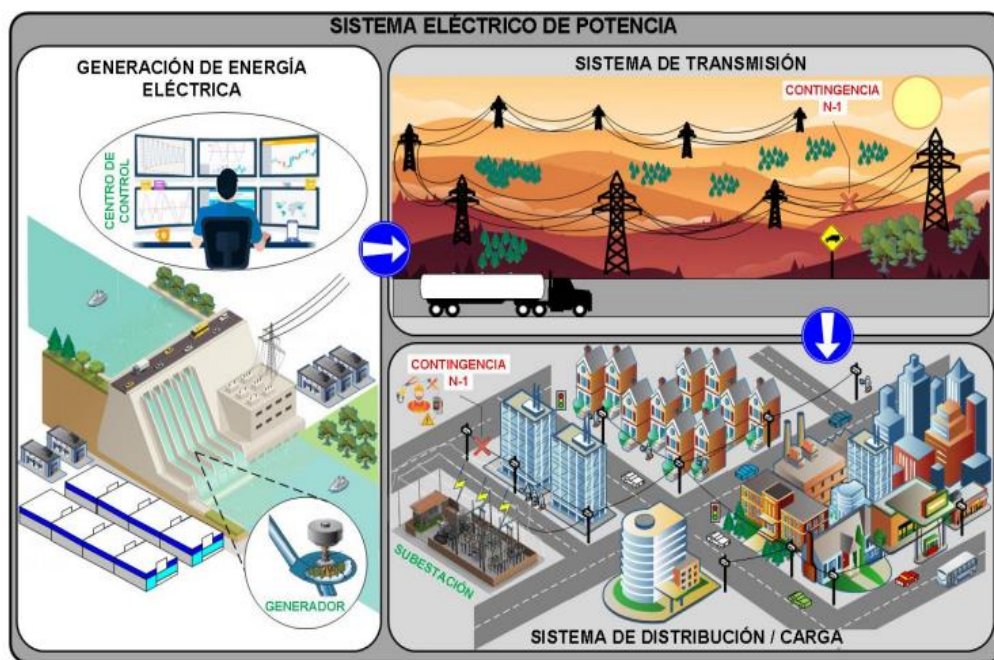 SISTEMA ELÉCTRICO DE POTENCIA
GENERACIÓN DE ENERGÍA
ELÉCTRICA
CENTRO DE
CONTROL
GENERADOR
SISTEMA DE TRANSMISIÓN
CONTINGENCIA
N-1
CONTINGENCIA
N-1
SUBESTACIÓN
SISTEMA DE DISTRIBUCIÓN / CARGA